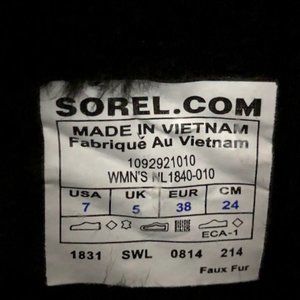 SOREL.COM
MADE IN VIETNAM
Fabriqué Au Vietnam
1092921010
WMN'S NL1840-010
USA UK EUR CM
7 5 38 24
ECA-1
1831 SWL 0814 214
Faux Fur